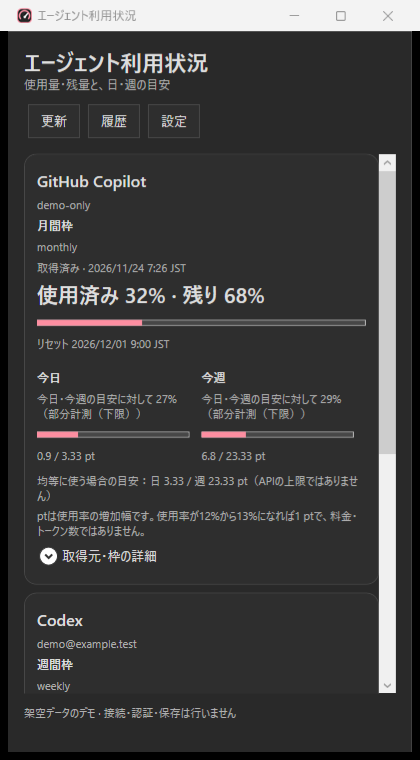 エージェント利用状況
エージェント利用状況
使用量・残量と、日・週の目安
更新 履歴 設定
GitHub Copilot
demo-only
月間枠
monthly
取得済み · 2026/11/24 7:26 JST
使用済み 32% · 残り 68%
リセット 2026/12/01 9:00 JST
今日 今週
今日・今週の目安に対して 27% 今日・今週の目安に対して 29%
（部分計測（下限）） （部分計測（下限））
0.9 / 3.33 pt 6.8 / 23.33 pt
均等に使う場合の目安：日 3.33 / 週 23.33 pt（APIの上限ではありませ
ん）
ptは使用率の増加幅です。使用率が12%から13%になれば1 ptで、料金・
トークン数ではありません。
取得元・枠の詳細
Codex
demo@example.test
週間枠
weekly
架空データのデモ · 接続・認証・保存は行いません